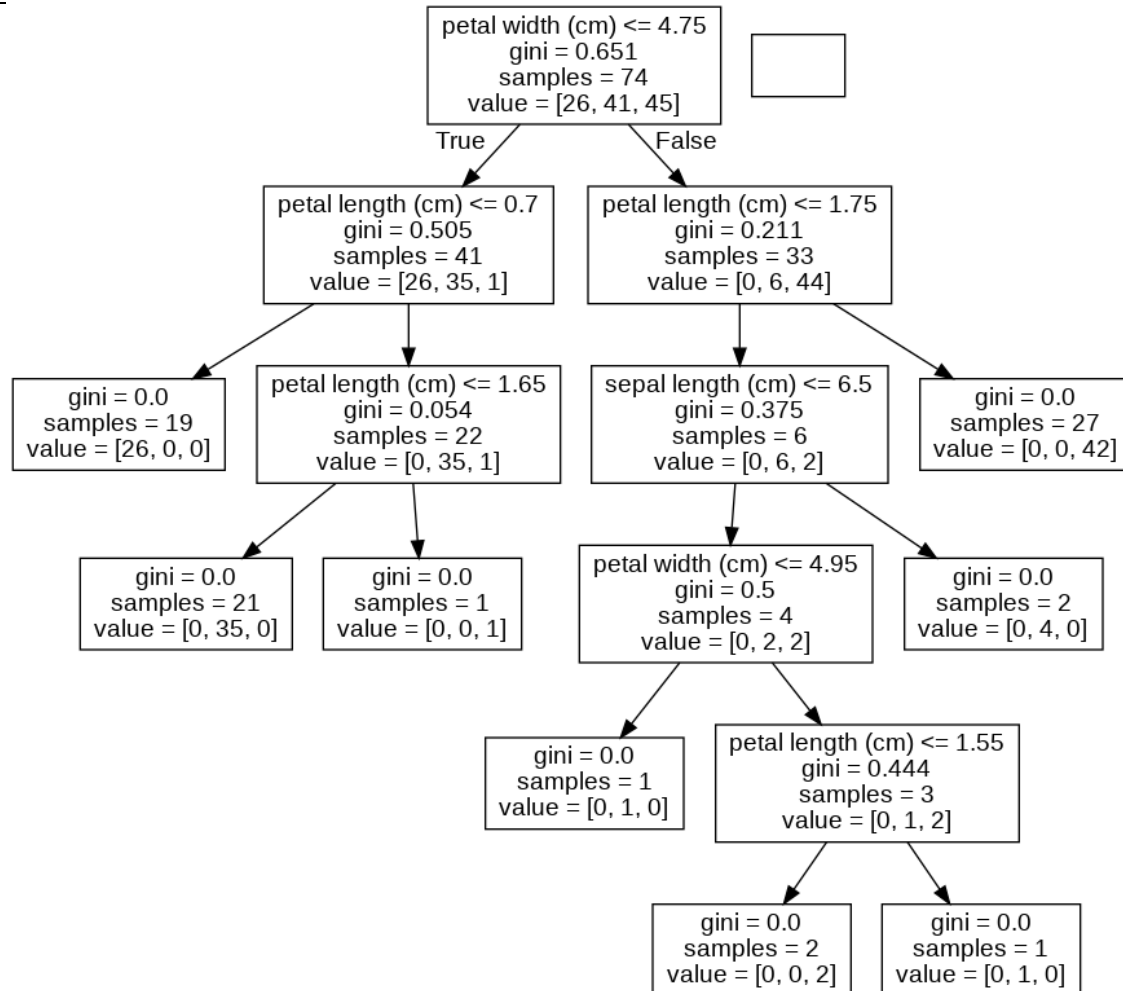 petal width (cm) <= 4.75
gini = 0.651
samples = 74
value = [26, 41, 45]
True
False
petal length (cm) <= 0.7
gini = 0.505
samples = 41
value = [26, 35, 1]
petal length (cm) <= 1.75
gini = 0.211
samples = 33
value = [0, 6, 44]
gini = 0.0
samples = 19
value = [26, 0, 0]
petal length (cm) <= 1.65
gini = 0.054
samples = 22
value = [0, 35, 1]
sepal length (cm) <= 6.5
gini = 0.375
samples = 6
value = [0, 6, 2]
gini = 0.0
samples = 27
value = [0, 0, 42]
gini = 0.0
samples = 21
value = [0, 35, 0]
gini = 0.0
samples = 1
value = [0, 0, 1]
petal width (cm) <= 4.95
gini = 0.5
samples = 4
value = [0, 2, 2]
gini = 0.0
samples = 2
value = [0, 4, 0]
gini = 0.0
samples = 1
value = [0, 1, 0]
petal length (cm) <= 1.55
gini = 0.444
samples = 3
value = [0, 1, 2]
gini = 0.0
samples = 2
value = [0, 0, 2]
gini = 0.0
samples = 1
value = [0, 1, 0]